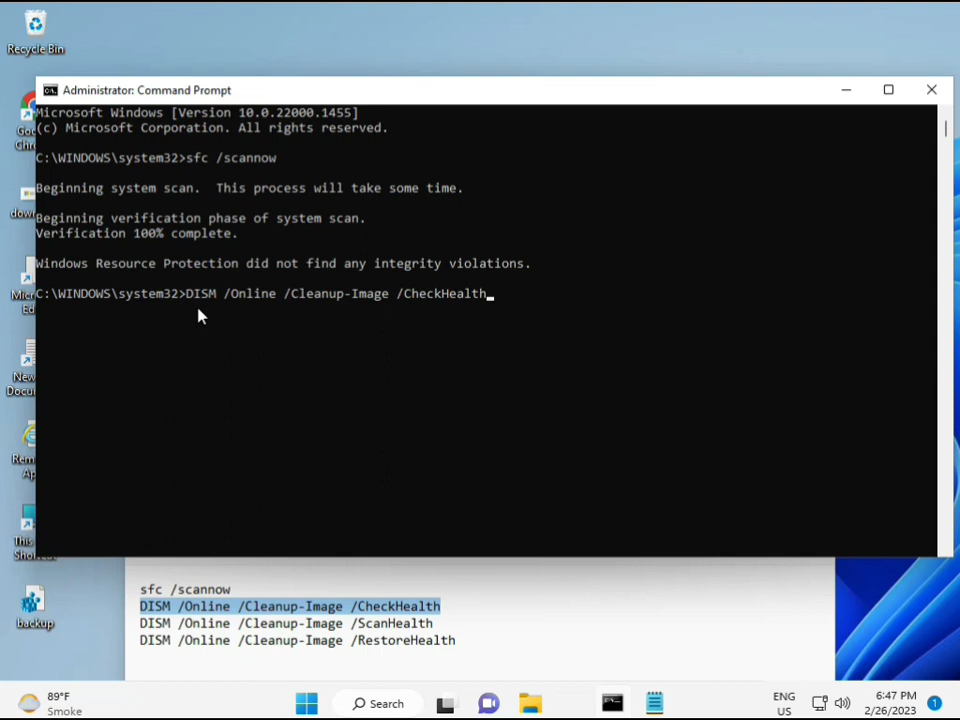 Recycle Bin
Administrator: Command Prompt
Microsoft Windows [Version 10.0.22000.1455]
(c) Microsoft Corporation. All rights reserved.
C:\WINDOWS\system32>sfc /scannow
Beginning system scan.  This process will take some time.
Beginning verification phase of system scan.
Verification 100% complete.
Windows Resource Protection did not find any integrity violations.
C:\WINDOWS\system32>DISM /Online /Cleanup-Image /CheckHealth
backup
sfc /scannow
DISM /Online /Cleanup-Image /CheckHealth
DISM /Online /Cleanup-Image /ScanHealth
DISM /Online /Cleanup-Image /RestoreHealth
89°F
Smoke
Search
ENG
US
6:47 PM
2/26/2023
1